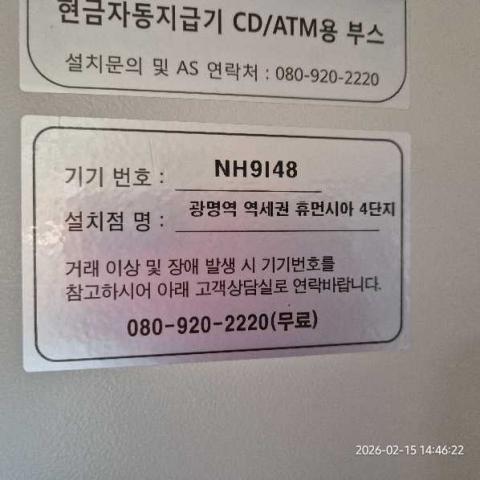 현금자동지급기 CD/ATM용 부스
설치문의 및 AS 연락처 : 080-920-2220
기기 번호 : NH9I48
설치점 명 : 광명역 역세권 휴먼시아 4단지
거래 이상 및 장애 발생 시 기기번호를
참고하시어 아래 고객상담실로 연락바랍니다.
080-920-2220(무료)
2026-02-15 14:46:22